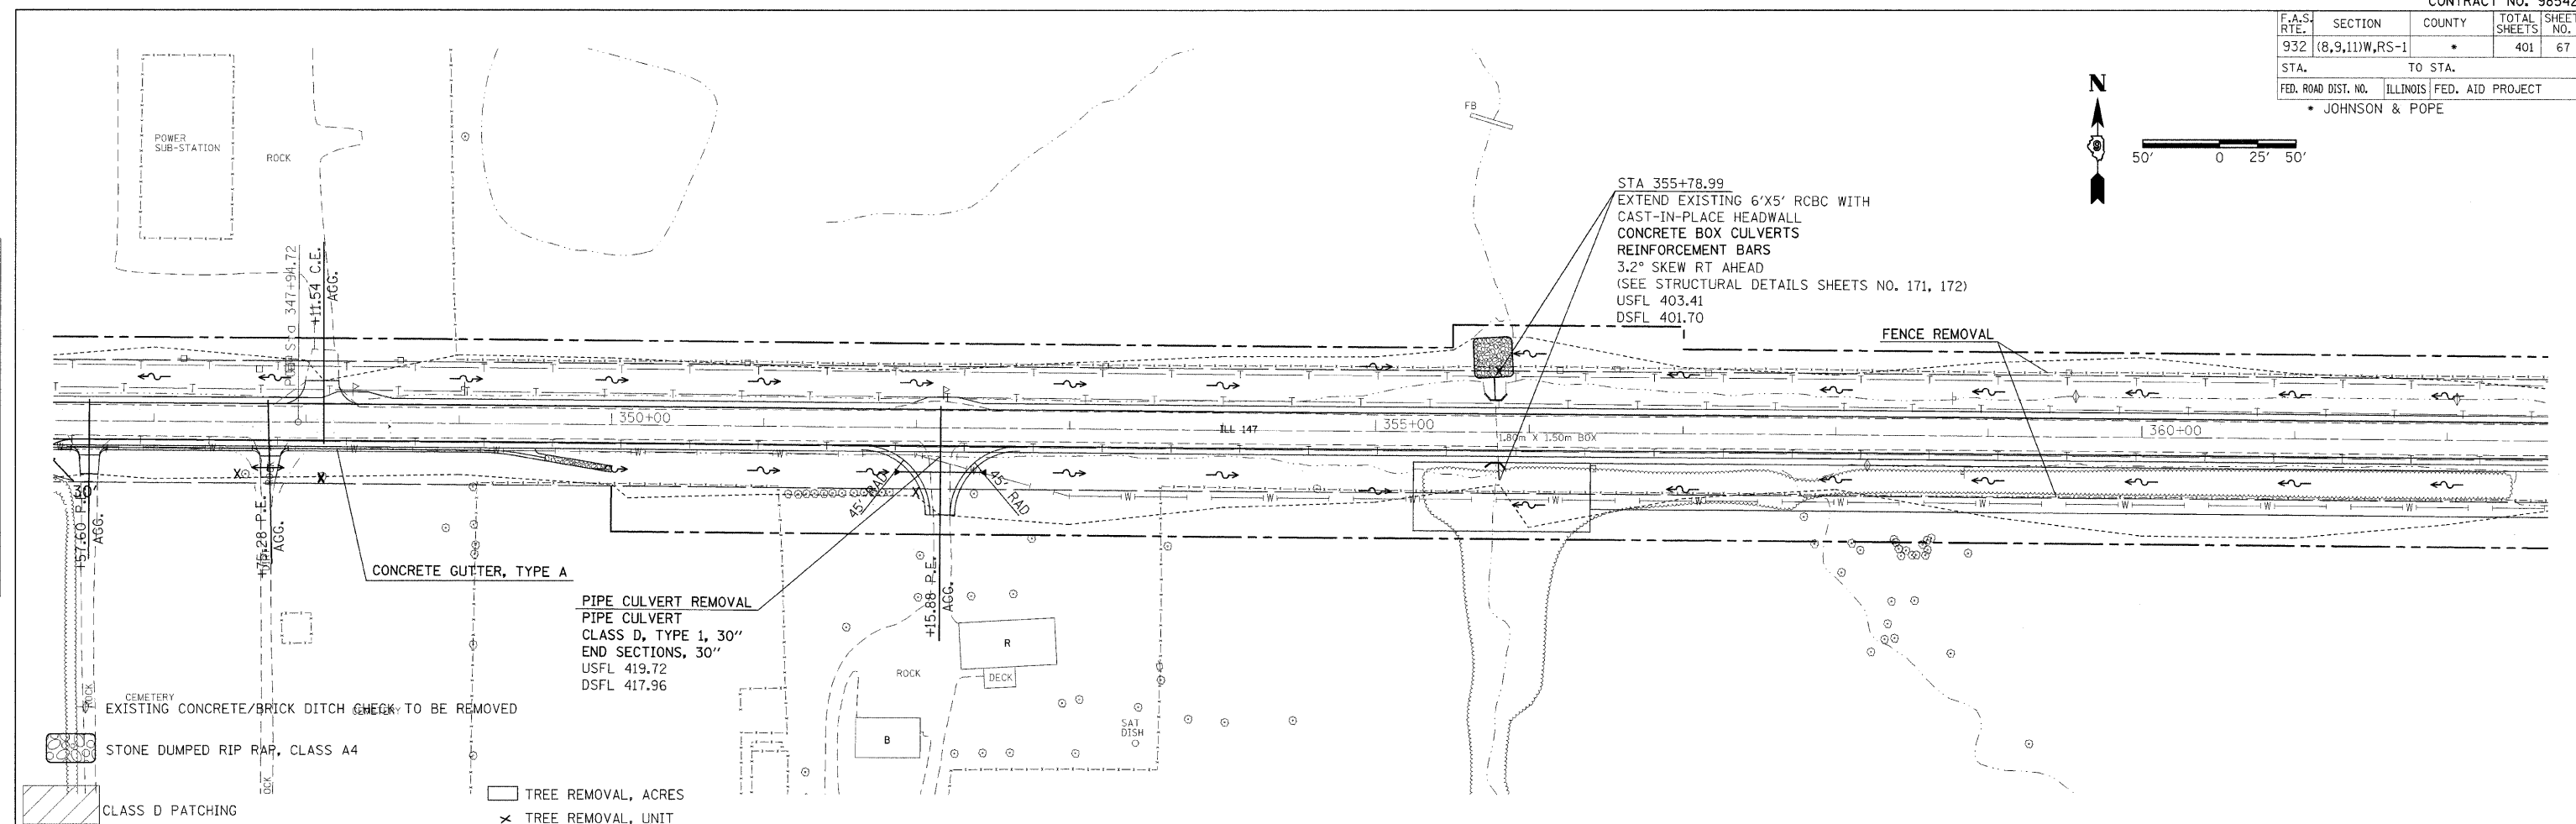 CONTRACT NO. 98542
F.A.S. RTE. SECTION COUNTY TOTAL SHEETS SHEET NO.
932 (8,9,11)W,RS-1 * 401 67
STA. TO STA.
FED. ROAD DIST. NO. ILLINOIS FED. AID PROJECT
* JOHNSON & POPE
N
50' 0 25' 50'
POWER
SUB-STATION
ROCK
FB
STA 355+78.99
EXTEND EXISTING 6'X5' RCBC WITH
CAST-IN-PLACE HEADWALL
CONCRETE BOX CULVERTS
REINFORCEMENT BARS
3.2° SKEW RT AHEAD
(SEE STRUCTURAL DETAILS SHEETS NO. 171, 172)
USFL 403.41
DSFL 401.70
FENCE REMOVAL
347+94.72
+11.54 C.E.
AGG.
350+00
ILL 147
355+00
360+00
1.80m X 1.50m BOX
30'
+57.60 P.E.
AGG.
+75.28 P.E.
AGG.
45' RAD
45' RAD
+15.88 P.E.
AGG.
CONCRETE GUTTER, TYPE A
PIPE CULVERT REMOVAL
PIPE CULVERT
CLASS D, TYPE 1, 30"
END SECTIONS, 30"
USFL 419.72
DSFL 417.96
R
DECK
ROCK
B
SAT
DISH
ROCK
CEMETERY
CEMETERY
EXISTING CONCRETE/BRICK DITCH CHECK TO BE REMOVED
STONE DUMPED RIP RAP, CLASS A4
CLASS D PATCHING
TREE REMOVAL, ACRES
TREE REMOVAL, UNIT